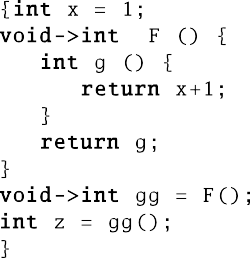 {int x = 1;
void->int F () {
int g () {
return x+1;
}
return g;
}
void->int gg = F();
int z = gg();
}